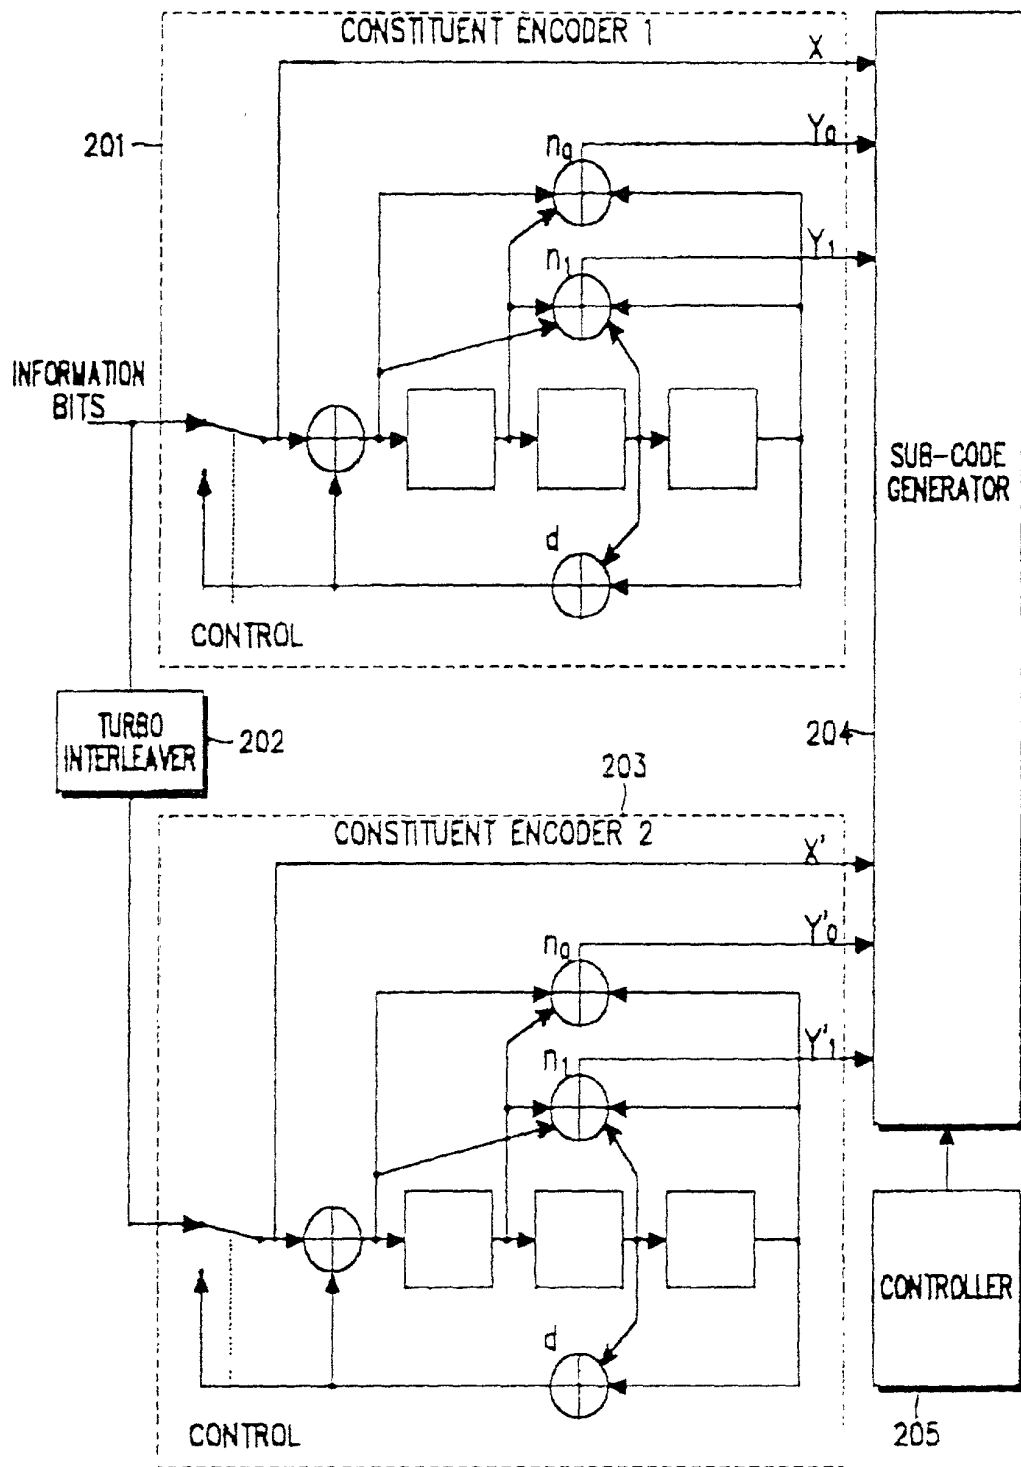 CONSTITUENT ENCODER 1
X
201
Y0
n0
Y1
n1
INFORMATION
BITS
SUB-CODE
GENERATOR
d
CONTROL
TURBO
INTERLEAVER
202
204
203
CONSTITUENT ENCODER 2
X'
Y'0
n0
Y'1
n1
CONTROLLER
d
CONTROL
205